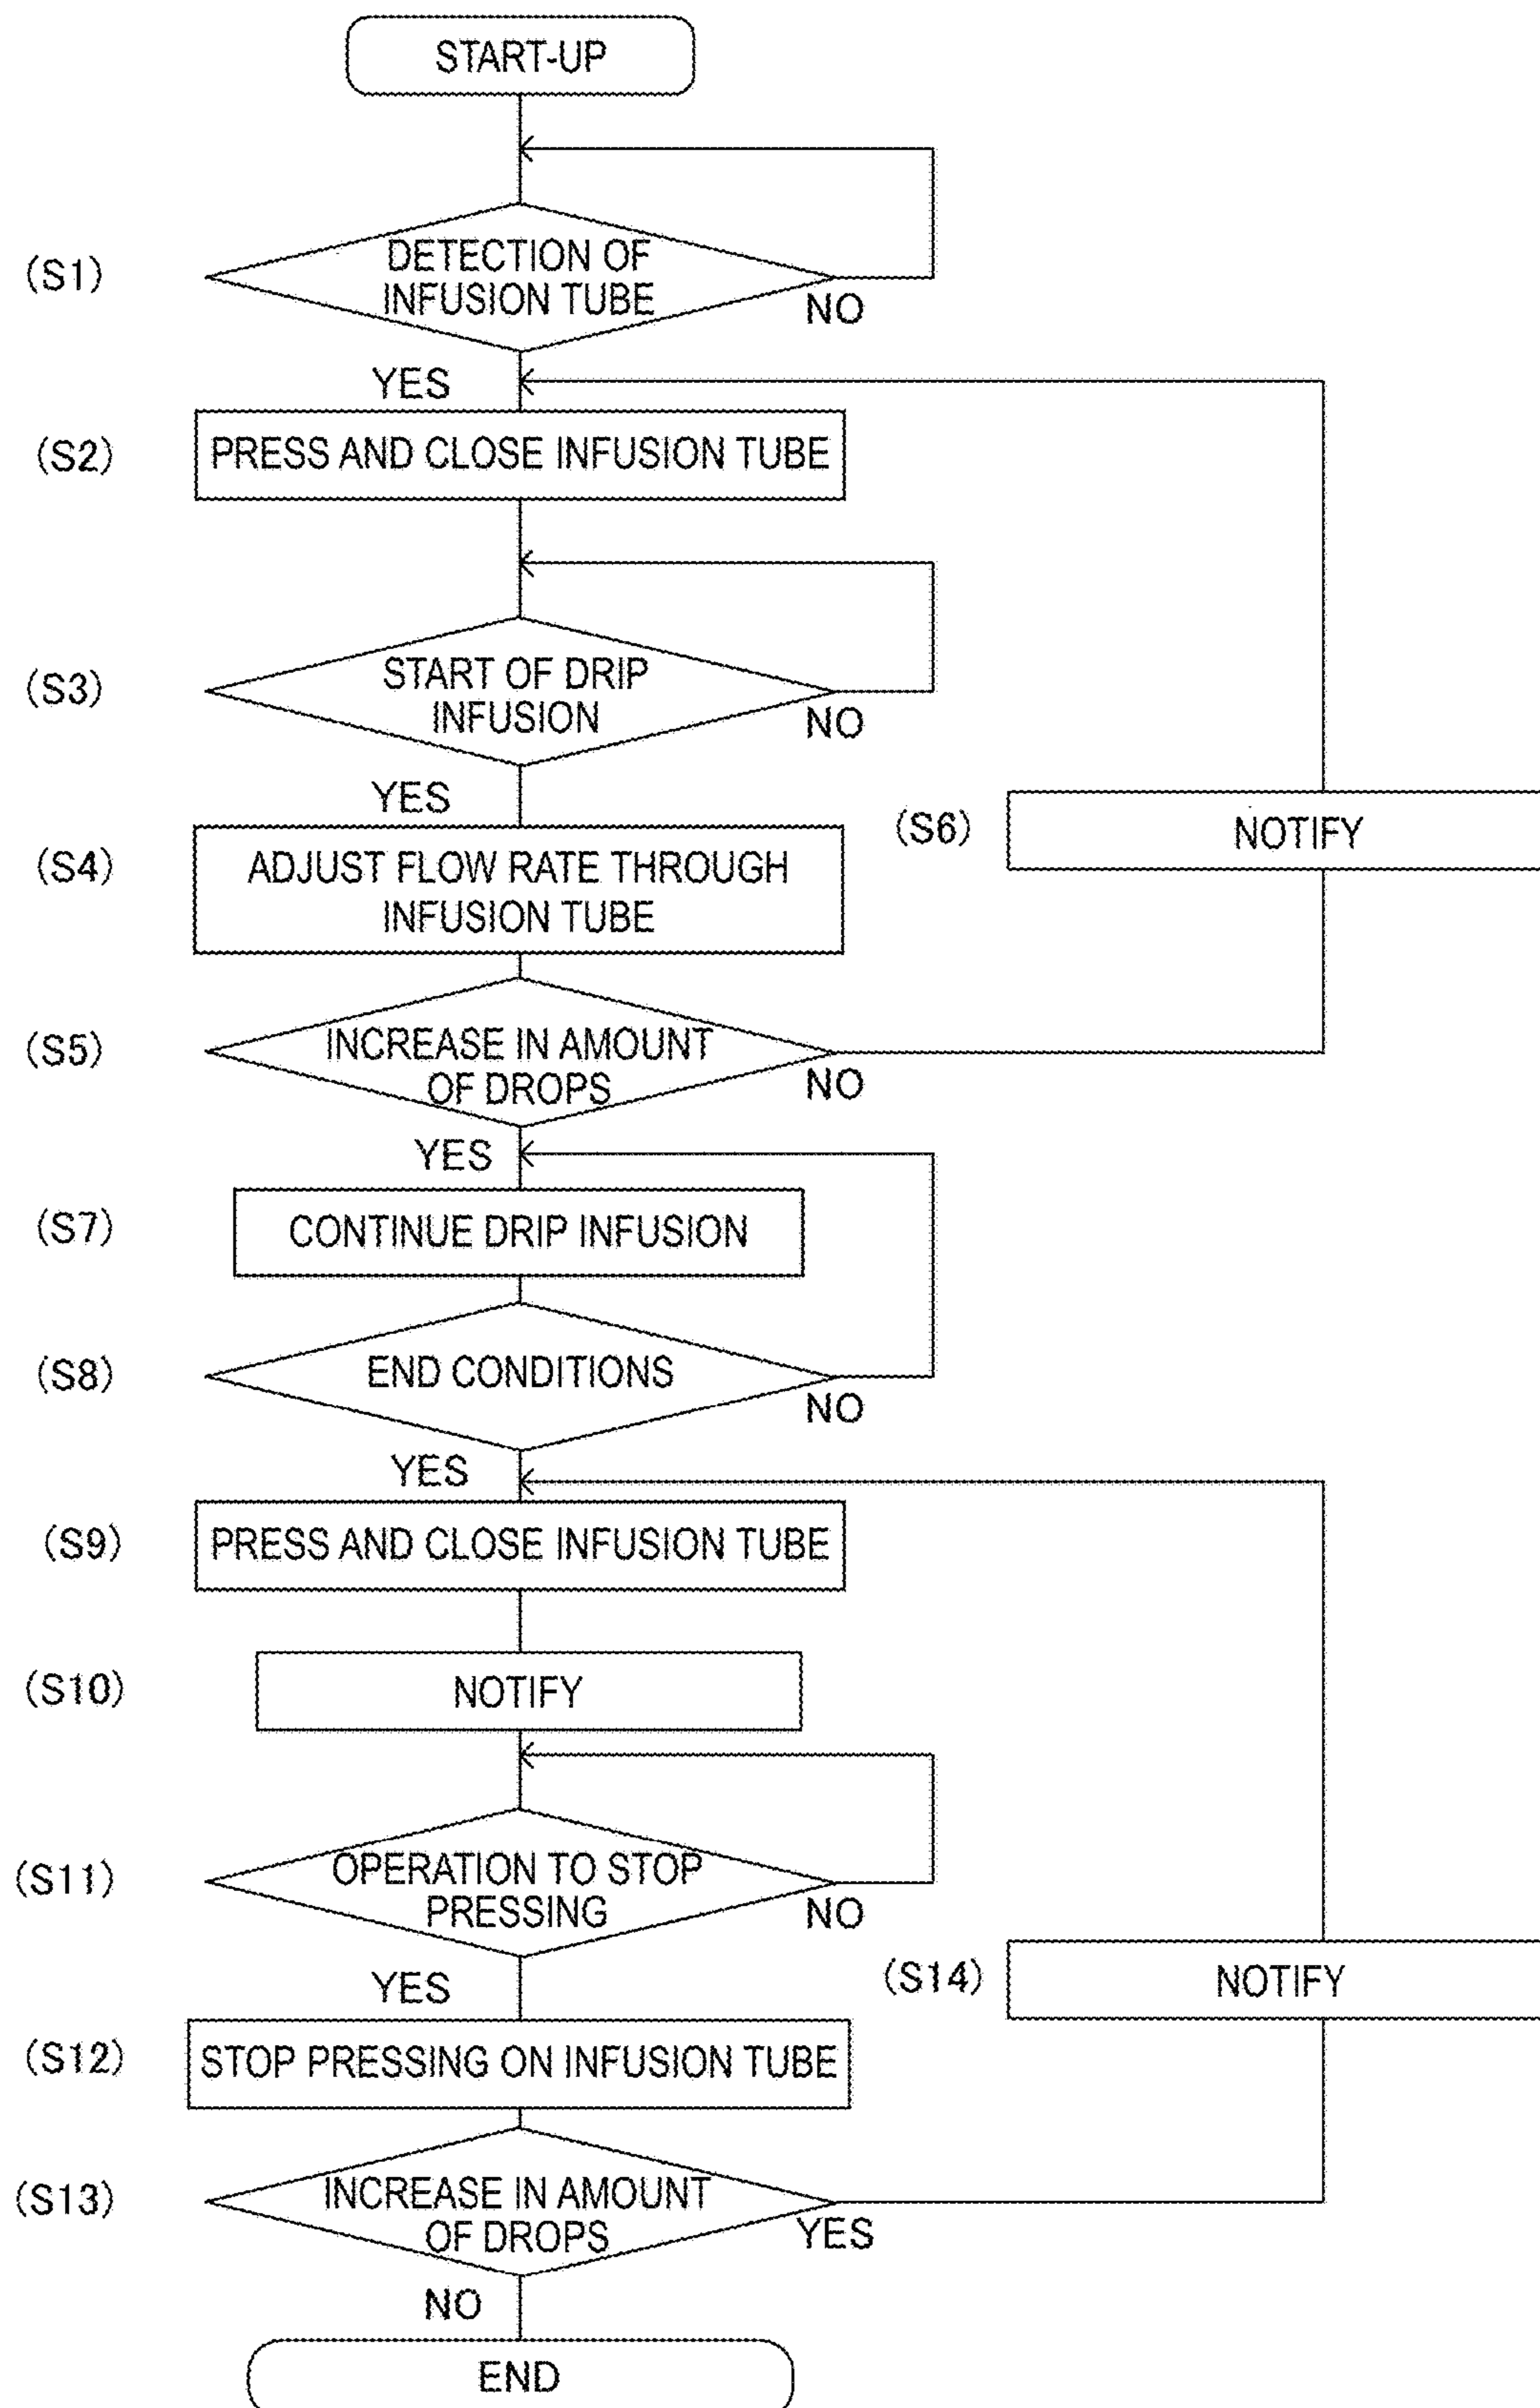 START-UP
(S1)
DETECTION OF
INFUSION TUBE
NO
YES
(S2)
PRESS AND CLOSE INFUSION TUBE
(S3)
START OF DRIP
INFUSION
NO
YES
(S4)
ADJUST FLOW RATE THROUGH
INFUSION TUBE
(S6)
NOTIFY
(S5)
INCREASE IN AMOUNT
OF DROPS
NO
YES
(S7)
CONTINUE DRIP INFUSION
(S8)
END CONDITIONS
NO
YES
(S9)
PRESS AND CLOSE INFUSION TUBE
(S10)
NOTIFY
(S11)
OPERATION TO STOP
PRESSING
NO
YES
(S14)
NOTIFY
(S12)
STOP PRESSING ON INFUSION TUBE
(S13)
INCREASE IN AMOUNT
OF DROPS
YES
NO
END